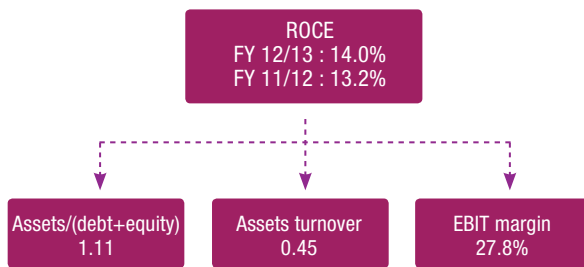 ROCE
FY 12/13 : 14.0%
FY 11/12 : 13.2%
Assets/(debt+equity)
1.11
Assets turnover
0.45
EBIT margin
27.8%